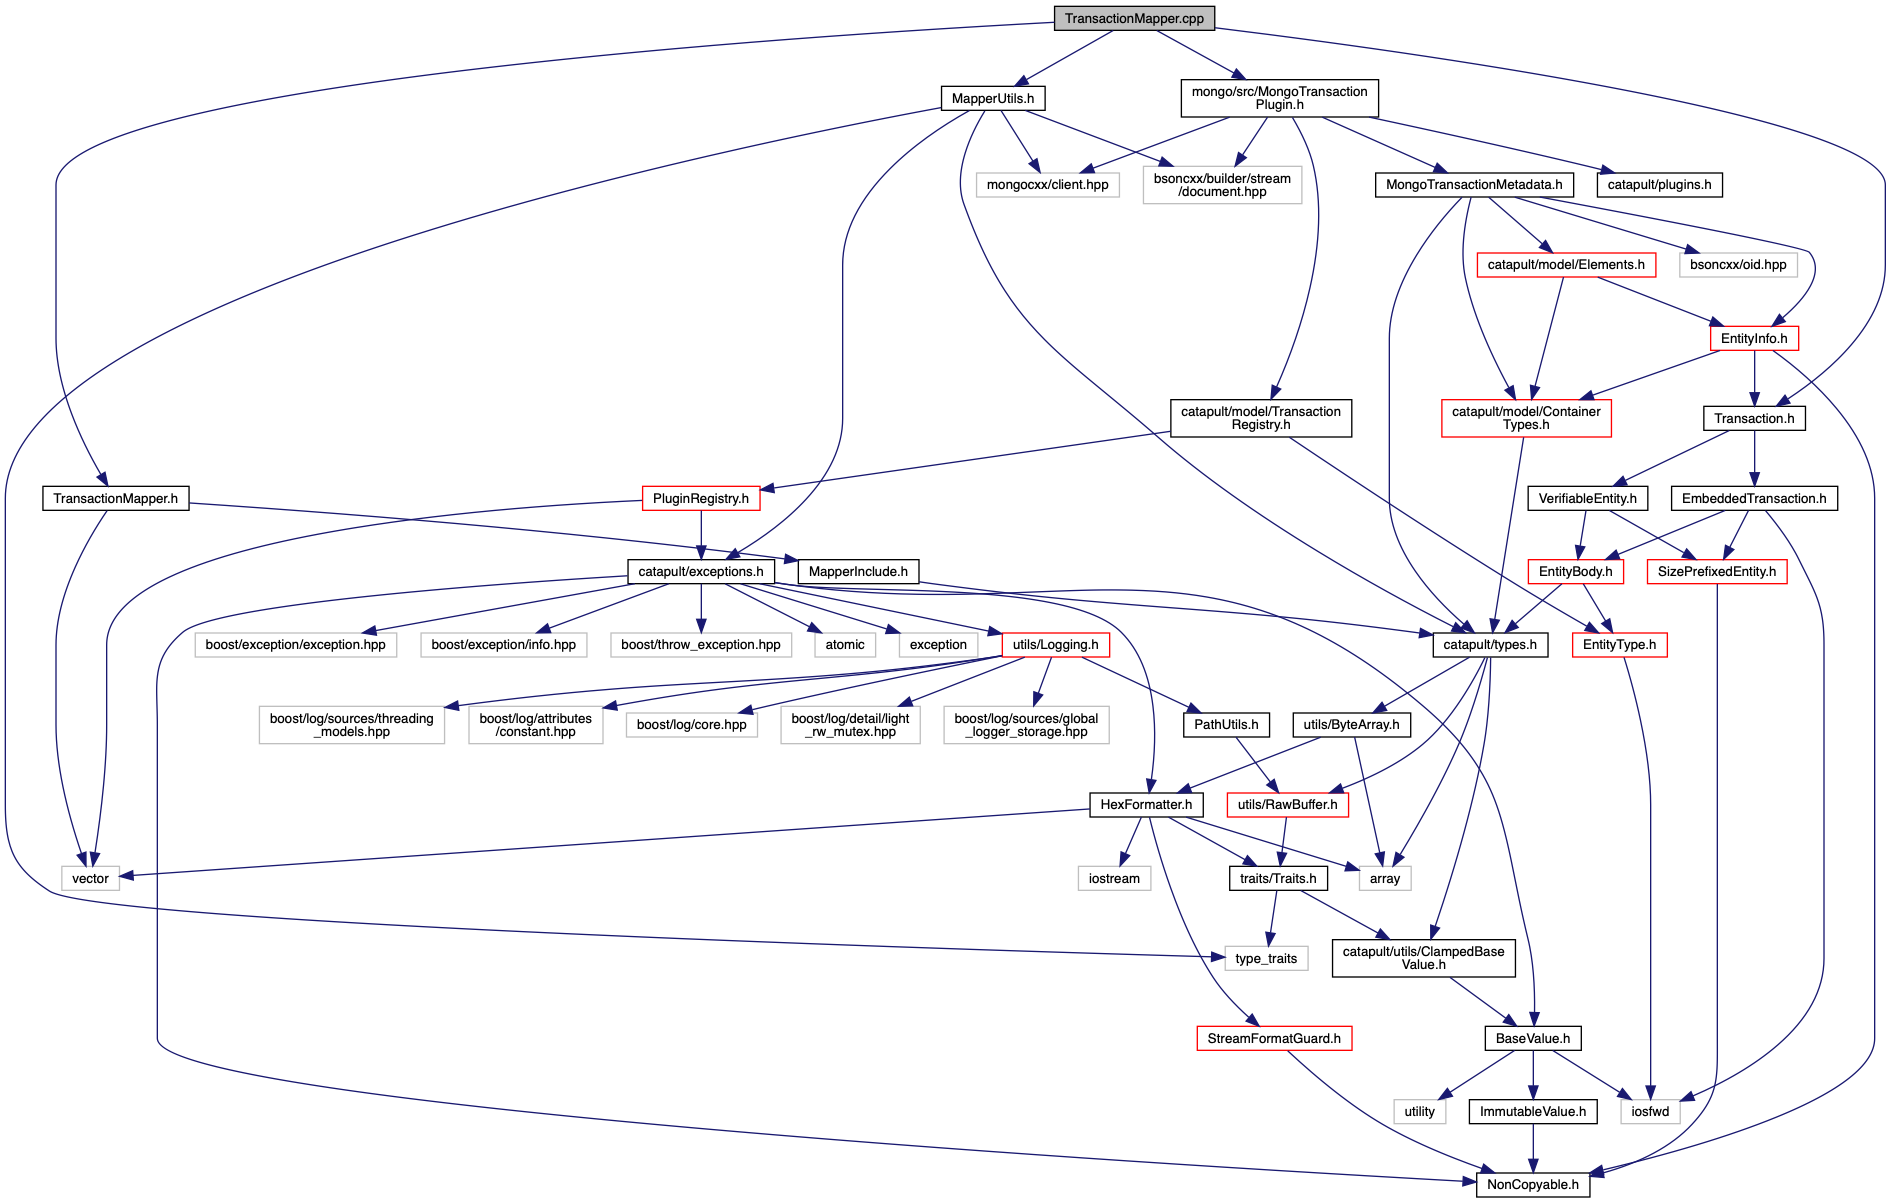 TransactionMapper.cpp
MapperUtils.h
mongo/src/MongoTransaction
Plugin.h
mongocxx/client.hpp
bsoncxx/builder/stream
/document.hpp
MongoTransactionMetadata.h
catapult/plugins.h
catapult/model/Elements.h
bsoncxx/oid.hpp
EntityInfo.h
catapult/model/Transaction
Registry.h
catapult/model/Container
Types.h
Transaction.h
TransactionMapper.h
PluginRegistry.h
VerifiableEntity.h
EmbeddedTransaction.h
catapult/exceptions.h
MapperInclude.h
EntityBody.h
SizePrefixedEntity.h
boost/exception/exception.hpp
boost/exception/info.hpp
boost/throw_exception.hpp
atomic
exception
utils/Logging.h
catapult/types.h
EntityType.h
boost/log/sources/threading
_models.hpp
boost/log/attributes
/constant.hpp
boost/log/core.hpp
boost/log/detail/light
_rw_mutex.hpp
boost/log/sources/global
_logger_storage.hpp
PathUtils.h
utils/ByteArray.h
HexFormatter.h
utils/RawBuffer.h
vector
iostream
traits/Traits.h
array
type_traits
catapult/utils/ClampedBase
Value.h
StreamFormatGuard.h
BaseValue.h
utility
ImmutableValue.h
iosfwd
NonCopyable.h